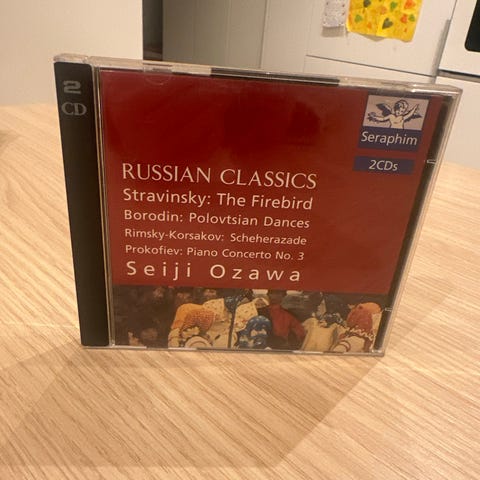 2
CD
Seraphim
2CDs
RUSSIAN CLASSICS
Stravinsky: The Firebird
Borodin: Polovtsian Dances
Rimsky-Korsakov: Scheherazade
Prokofiev: Piano Concerto No. 3
Seiji Ozawa